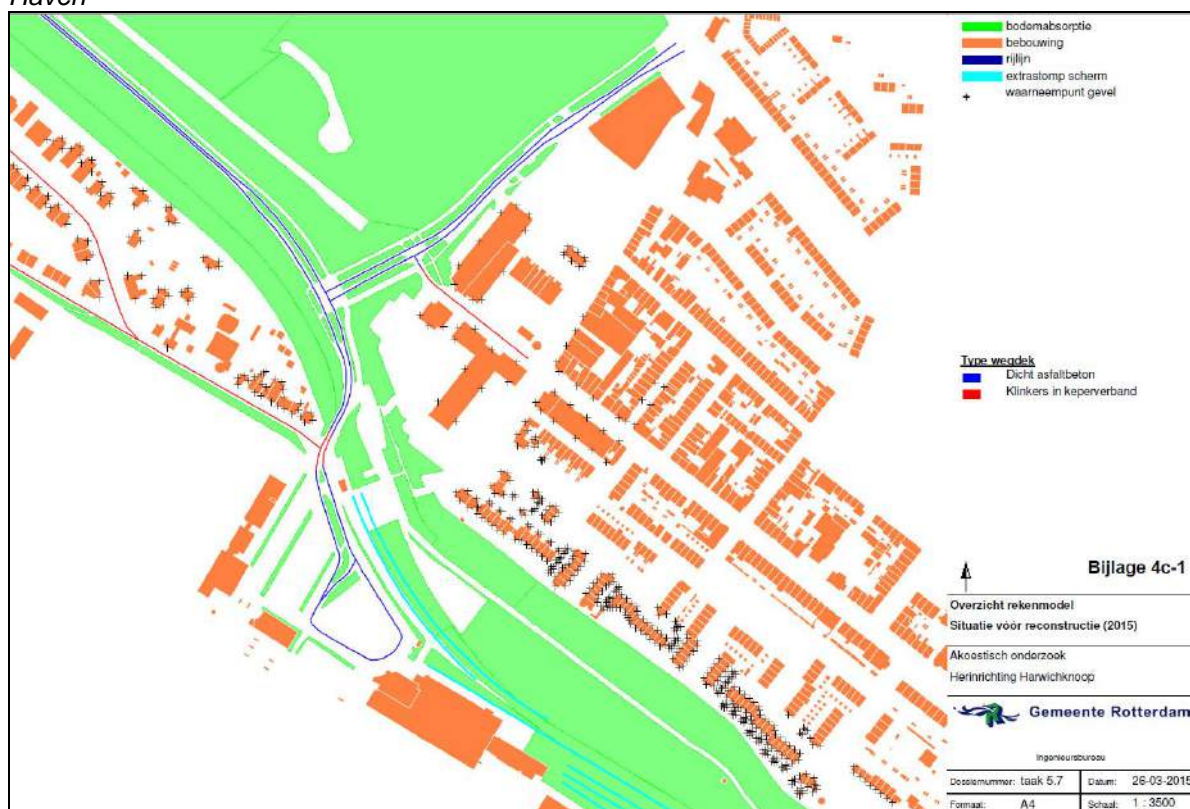 Haven
bodemabsorptie
bebouwing
rijlijn
extrastomp scherm
waarneempunt gevel
Type wegdek
Dicht asfaltbeton
Klinkers in keperverband
Bijlage 4c-1
Overzicht rekenmodel
Situatie vóór reconstructie (2015)
Akoestisch onderzoek
Herinrichting Harwichknoop
Gemeente Rotterdam
Ingenieursbureau
Dossiernummer: taak 5.7 Datum: 26-03-2015
Formaat: A4 Schaal: 1 : 3500